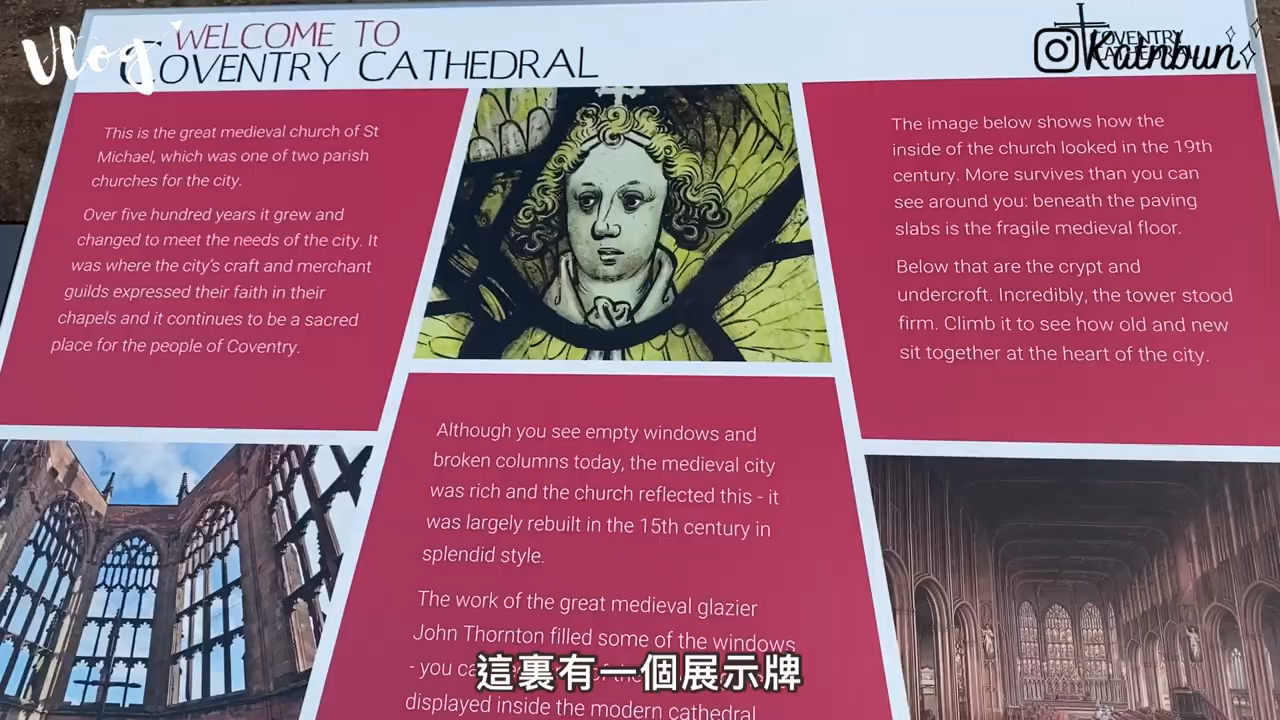 Vlog
WELCOME TO
COVENTRY CATHEDRAL
COVENTRY
CATHEDRAL
Kathbun
This is the great medieval church of St
Michael, which was one of two parish
churches for the city.
Over five hundred years it grew and
changed to meet the needs of the city. It
was where the city's craft and merchant
guilds expressed their faith in their
chapels and it continues to be a sacred
place for the people of Coventry.
Although you see empty windows and
broken columns today, the medieval city
was rich and the church reflected this - it
was largely rebuilt in the 15th century in
splendid style.
The work of the great medieval glazier
John Thornton filled some of the windows
- you
displayed inside the modern cathedral
The image below shows how the
inside of the church looked in the 19th
century. More survives than you can
see around you: beneath the paving
slabs is the fragile medieval floor.
Below that are the crypt and
undercroft. Incredibly, the tower stood
firm. Climb it to see how old and new
sit together at the heart of the city.
這裏有一個展示牌